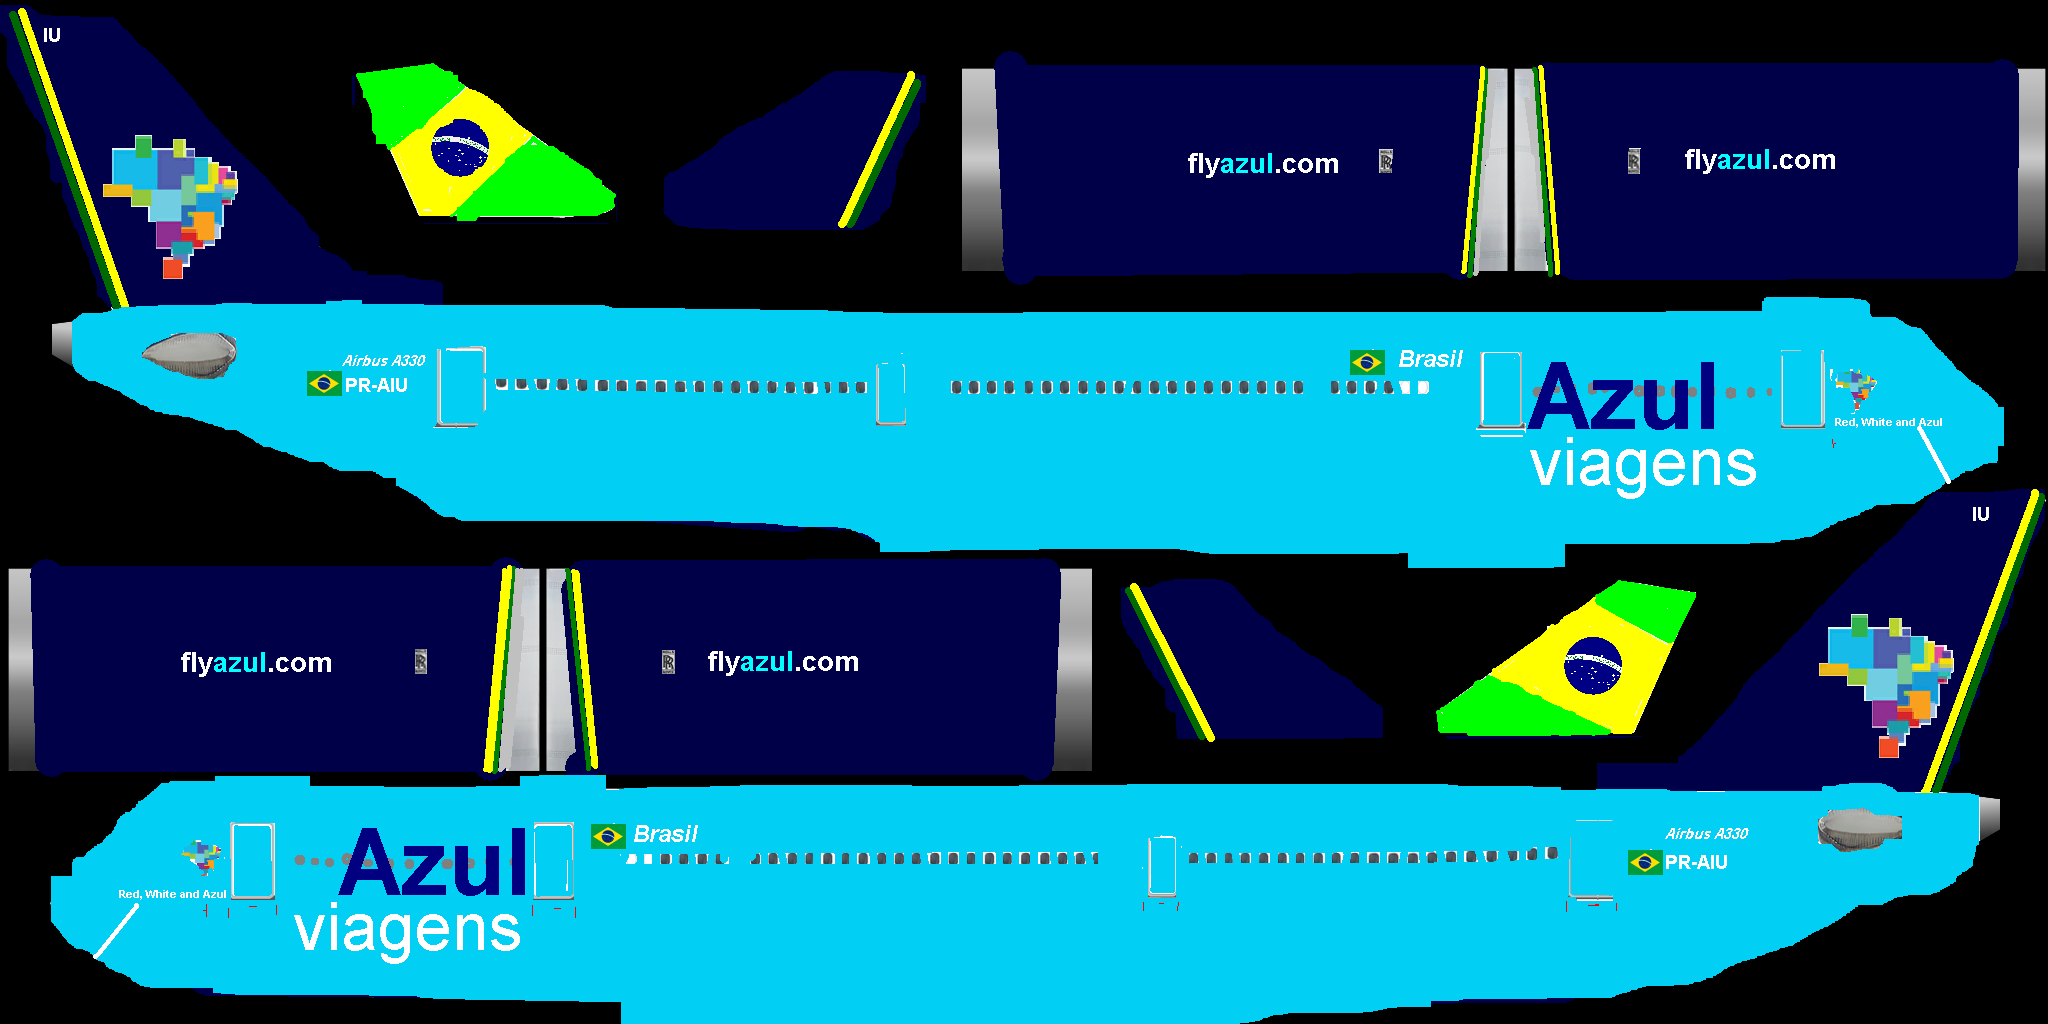 IU
flyazul.com
flyazul.com
Airbus A330
PR-AIU
Brasil
Azul
viagens
Red, White and Azul
IU
flyazul.com
flyazul.com
Brasil
Azul
viagens
Red, White and Azul
Airbus A330
PR-AIU